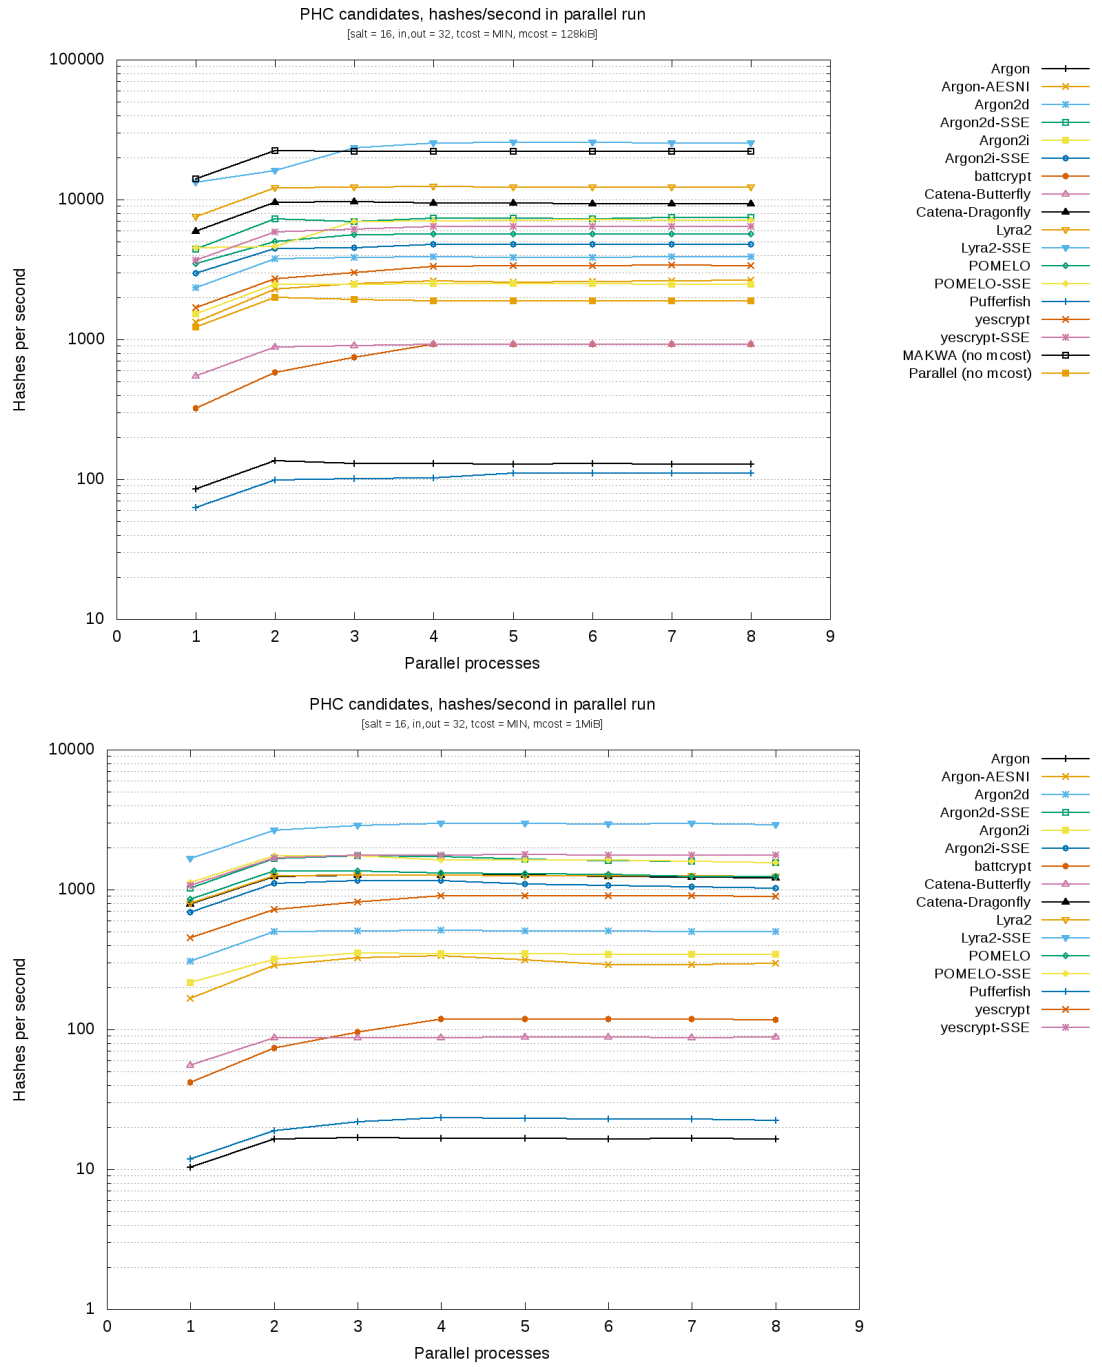 PHC candidates, hashes/second in parallel run
[salt = 16, in,out = 32, tcost = MIN, mcost = 128kiB]
100000
10000
1000
100
10
Hashes per second
0 1 2 3 4 5 6 7 8 9
Parallel processes
Argon
Argon-AESNI
Argon2d
Argon2d-SSE
Argon2i
Argon2i-SSE
battcrypt
Catena-Butterfly
Catena-Dragonfly
Lyra2
Lyra2-SSE
POMELO
POMELO-SSE
Pufferfish
yescrypt
yescrypt-SSE
MAKWA (no mcost)
Parallel (no mcost)
PHC candidates, hashes/second in parallel run
[salt = 16, in,out = 32, tcost = MIN, mcost = 1MiB]
10000
1000
100
10
1
Hashes per second
0 1 2 3 4 5 6 7 8 9
Parallel processes
Argon
Argon-AESNI
Argon2d
Argon2d-SSE
Argon2i
Argon2i-SSE
battcrypt
Catena-Butterfly
Catena-Dragonfly
Lyra2
Lyra2-SSE
POMELO
POMELO-SSE
Pufferfish
yescrypt
yescrypt-SSE